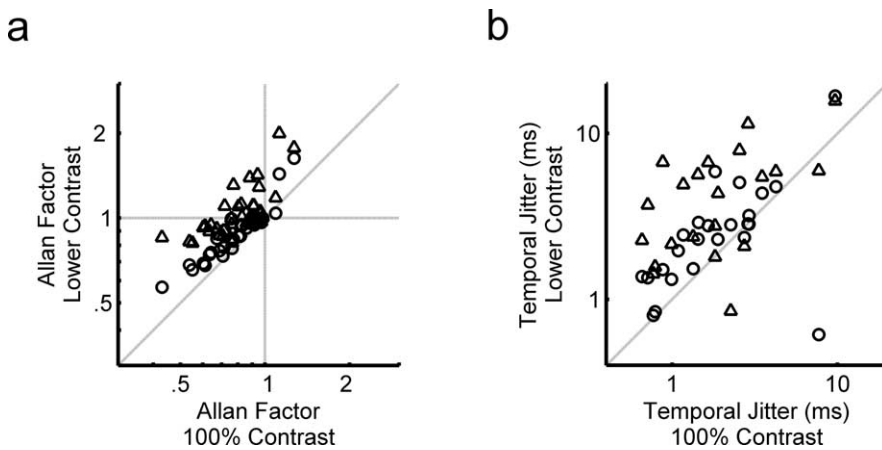 a
Allan Factor
Lower Contrast
2
1
.5
.5
1
2
Allan Factor
100% Contrast
b
Temporal Jitter (ms)
Lower Contrast
10
1
1
10
Temporal Jitter (ms)
100% Contrast